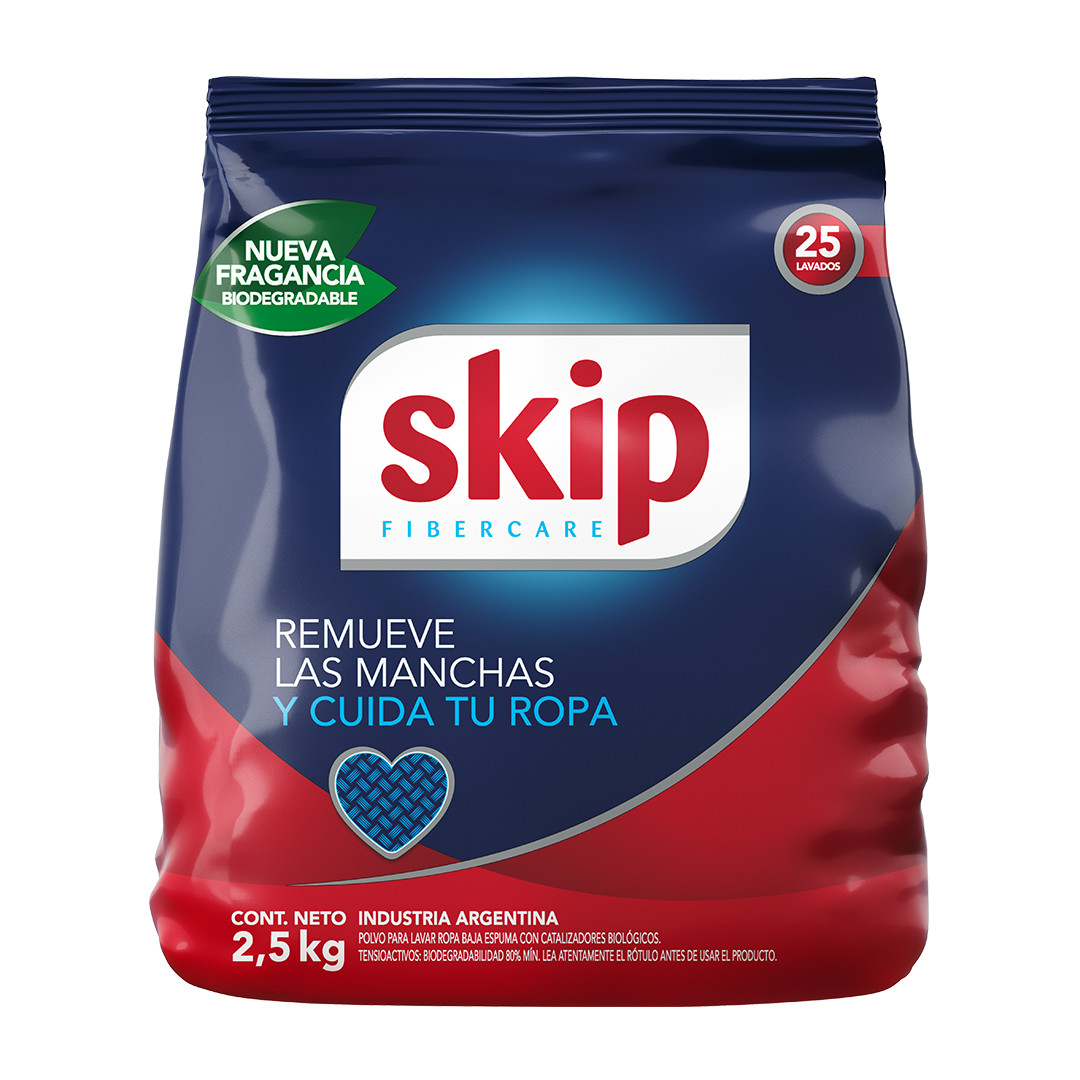 NUEVA
FRAGANCIA
BIODEGRADABLE
25
LAVADOS
skip
FIBERCARE
REMUEVE
LAS MANCHAS
Y CUIDA TU ROPA
CONT. NETO
2,5 kg
INDUSTRIA ARGENTINA
POLVO PARA LAVAR ROPA BAJA ESPUMA CON CATALIZADORES BIOLÓGICOS.
TENSIOACTIVOS: BIODEGRADABILIDAD 80% MÍN. LEA ATENTAMENTE EL RÓTULO ANTES DE USAR EL PRODUCTO.